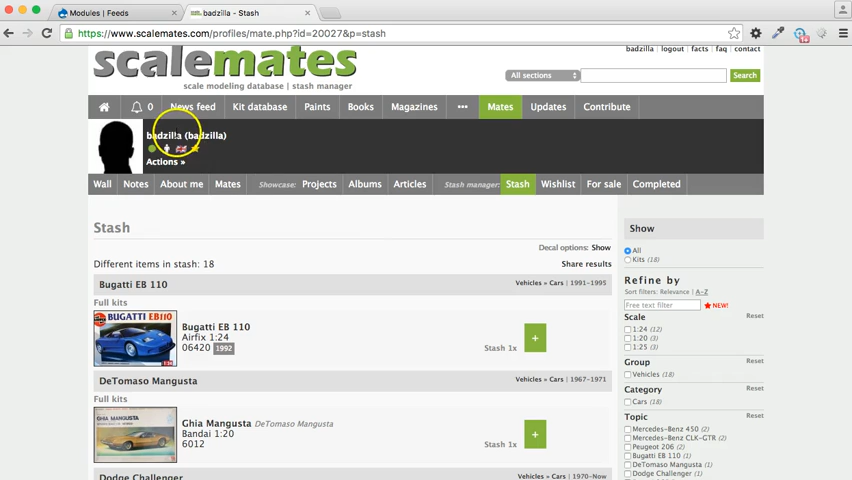 Modules | Feeds
badzilla - Stash
https://www.scalemates.com/profiles/mate.php?id=20027&p=stash
badzilla | logout | facts | faq | contact
scalemates
scale modeling database | stash manager
All sections
Search
0
News feed
Kit database
Paints
Books
Magazines
•••
Mates
Updates
Contribute
badzilla (badzilla)
Actions »
Wall
Notes
About me
Mates
Showcase:
Projects
Albums
Articles
Stash manager:
Stash
Wishlist
For sale
Completed
Stash
Decal options: Show
Different items in stash: 18
Share results
Bugatti EB 110
Vehicles » Cars | 1991-1995
Full kits
BUGATTI EB110
Bugatti EB 110
Airfix 1:24
06420 1992
Stash 1x
+
DeTomaso Mangusta
Vehicles » Cars | 1967-1971
Full kits
GHIA MANGUSTA
Ghia Mangusta DeTomaso Mangusta
Bandai 1:20
6012
Stash 1x
+
Dodge Challenger
Vehicles » Cars | 1970-Now
Show
All
Kits (18)
Refine by
Sort filters: Relevance | A-Z
Free text filter
NEW!
Scale
Reset
1:24 (12)
1:20 (3)
1:25 (3)
Group
Reset
Vehicles (18)
Category
Reset
Cars (18)
Topic
Reset
Mercedes-Benz 450 (2)
Mercedes-Benz CLK-GTR (2)
Peugeot 206 (2)
Bugatti EB 110 (1)
DeTomaso Mangusta (1)
Dodge Challenger (1)